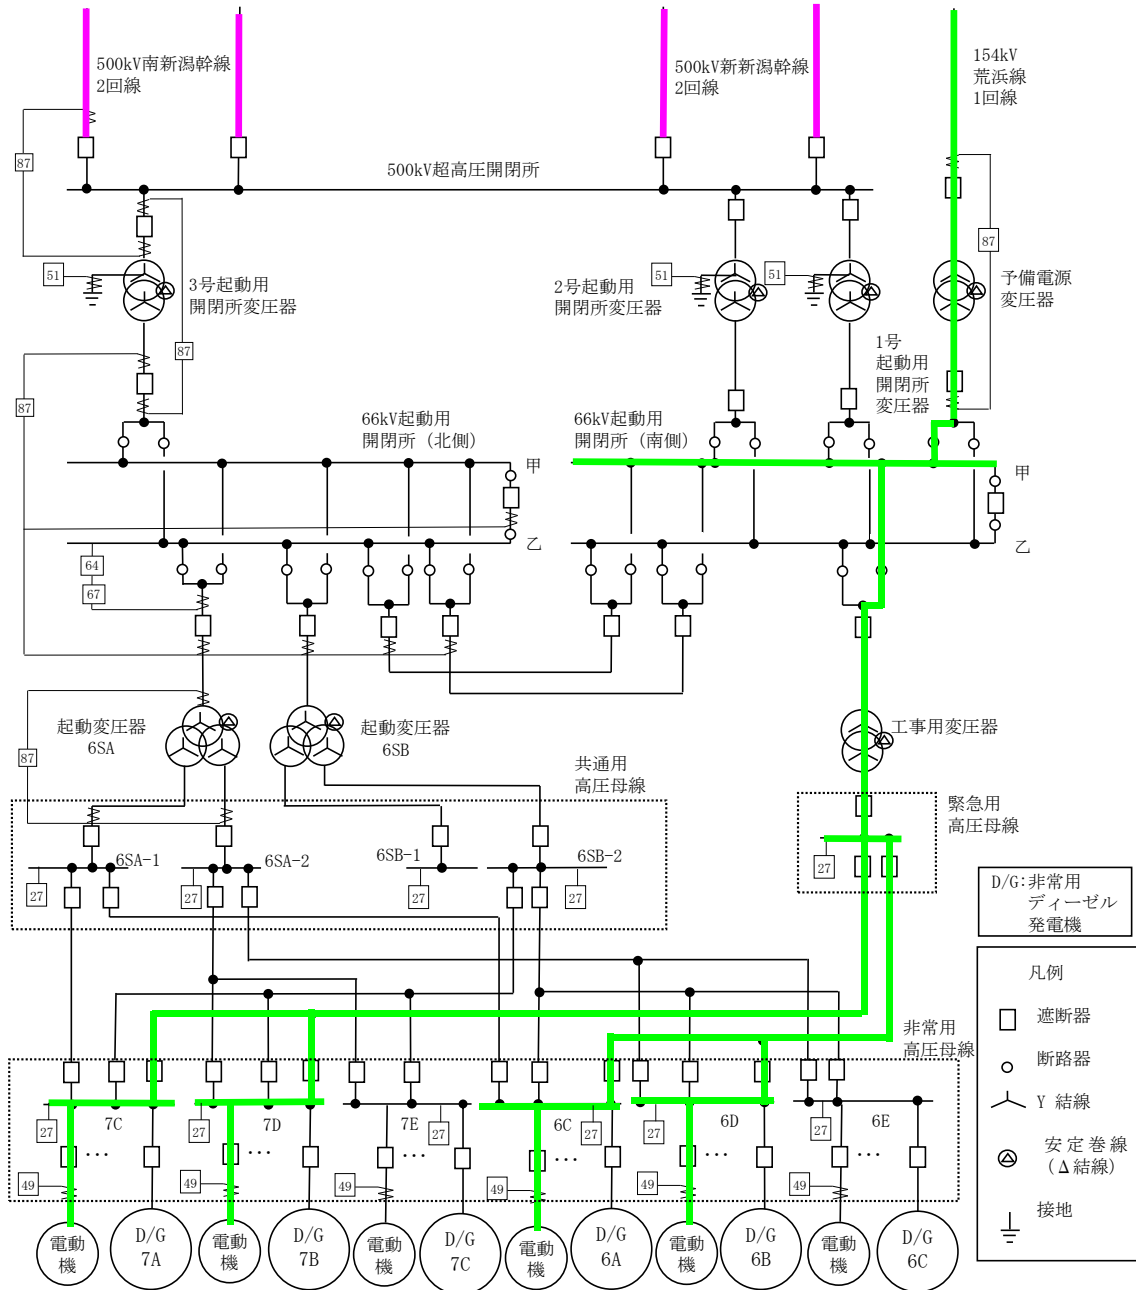 500kV南新潟幹線
2回線
500kV新新潟幹線
2回線
154kV
荒浜線
1回線
87
500kV超高圧開閉所
87
51
3号起動用
開閉所変圧器
87
51
2号起動用
開閉所変圧器
51
予備電源
変圧器
1号
起動用
開閉所
変圧器
87
66kV起動用
開閉所（北側）
66kV起動用
開閉所（南側）
甲
甲
乙
乙
64
67
起動変圧器
6SA
起動変圧器
6SB
工事用変圧器
87
共通用
高圧母線
緊急用
高圧母線
6SA-1
6SA-2
6SB-1
6SB-2
27
27
27
27
27
D/G:非常用
ディーゼル
発電機
凡例
遮断器
断路器
Y 結線
安定巻線
（Δ結線）
接地
非常用
高圧母線
7C
7D
7E
6C
6D
6E
27
27
27
27
27
27
…
…
…
…
…
…
49
49
49
49
49
49
電動
機
D/G
7A
電動
機
D/G
7B
電動
機
D/G
7C
電動
機
D/G
6A
電動
機
D/G
6B
電動
機
D/G
6C